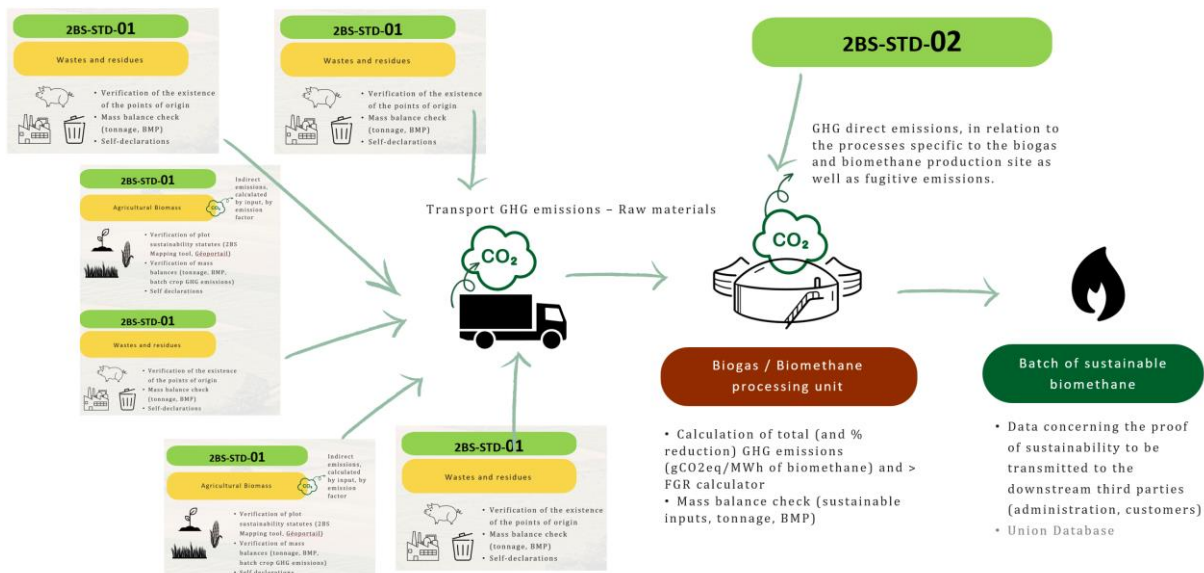 2BS-STD-01
Wastes and residues
• Verification of the existence
of the points of origin
• Mass balance check
(tonnage, BMP)
• Self-declarations
2BS-STD-01
Wastes and residues
• Verification of the existence
of the points of origin
• Mass balance check
(tonnage, BMP)
• Self-declarations
2BS-STD-02
GHG direct emissions, in relation to
the processes specific to the biogas
and biomethane production site as
well as fugitive emissions.
2BS-STD-01
Agricultural Biomass
CO₂
Indirect
emissions,
calculated
by input, by
emission
factor
• Verification of plot
sustainability statutes (2BS
Mapping tool, Géoportail)
• Verification of mass
balances (tonnage, BMP,
batch crop GHG emissions)
• Self declarations
2BS-STD-01
Wastes and residues
• Verification of the existence
of the points of origin
• Mass balance check
(tonnage, BMP)
• Self-declarations
Transport GHG emissions – Raw materials
CO₂
CO₂
Biogas / Biomethane
processing unit
• Calculation of total (and %
reduction) GHG emissions
(gCO2eq/MWh of biomethane) and >
FGR calculator
• Mass balance check (sustainable
inputs, tonnage, BMP)
Batch of sustainable
biomethane
• Data concerning the proof
of sustainability to be
transmitted to the
downstream third parties
(administration, customers)
• Union Database
2BS-STD-01
Agricultural Biomass
CO₂
Indirect
emissions,
calculated
by input, by
emission
factor
• Verification of plot
sustainability statutes (2BS
Mapping tool, Géoportail)
• Verification of mass
balances (tonnage, BMP,
batch crop GHG emissions)
• Self declarations
2BS-STD-01
Wastes and residues
• Verification of the existence
of the points of origin
• Mass balance check
(tonnage, BMP)
• Self-declarations